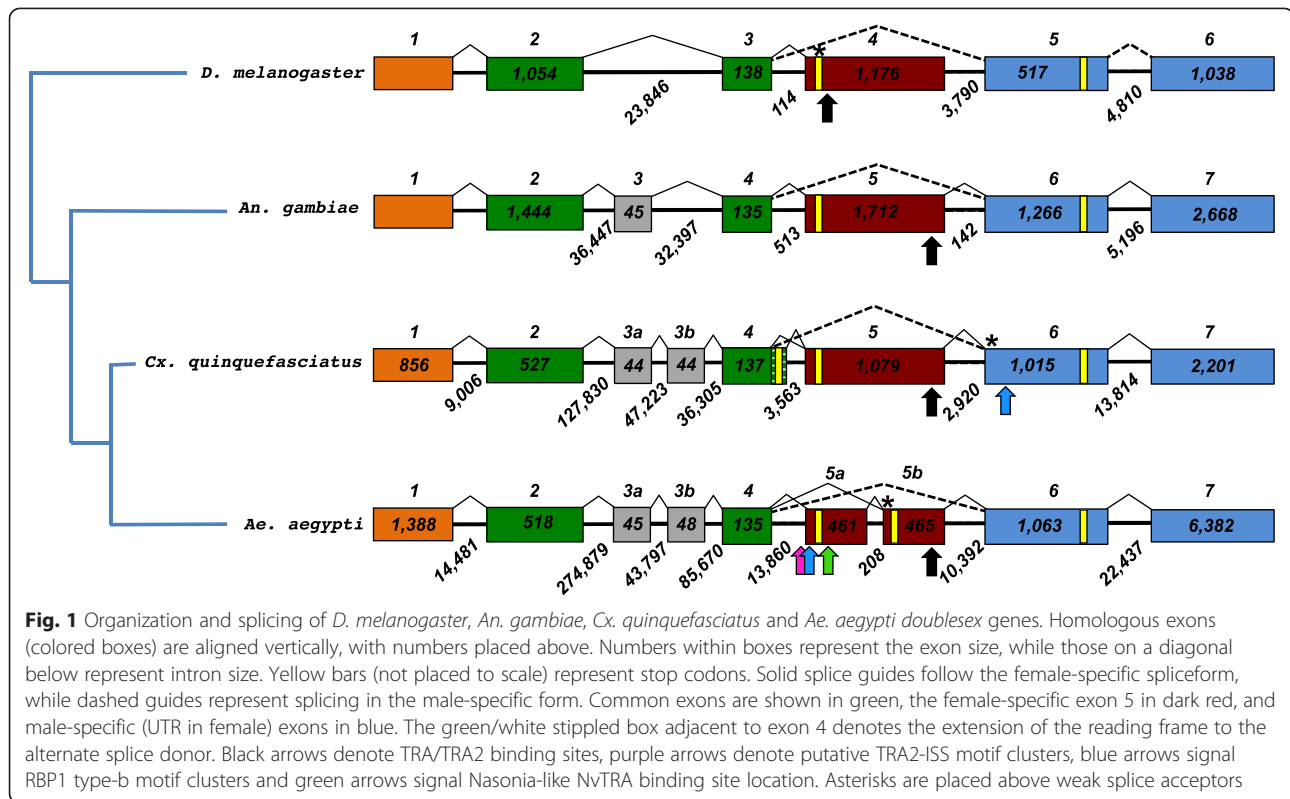 1 2 3 4 5 6
D. melanogaster 1,054 138 * 1,176 517 1,038
23,846 114 3,790 4,810
1 2 3 4 5 6 7
An. gambiae 1,444 45 135 1,712 1,266 2,668
36,447 32,397 513 142 5,196
1 2 3a 3b 4 5 * 6 7
Cx. quinquefasciatus 856 527 44 44 137 1,079 1,015 2,201
9,006 127,830 47,223 36,305 3,563 2,920 13,814
5a 5b
1 2 3a 3b 4 * 6 7
Ae. aegypti 1,388 518 45 48 135 461 465 1,063 6,382
14,481 274,879 43,797 85,670 13,860 208 10,392 22,437
Fig. 1 Organization and splicing of D. melanogaster, An. gambiae, Cx. quinquefasciatus and Ae. aegypti doublesex genes. Homologous exons
(colored boxes) are aligned vertically, with numbers placed above. Numbers within boxes represent the exon size, while those on a diagonal
below represent intron size. Yellow bars (not placed to scale) represent stop codons. Solid splice guides follow the female-specific spliceform,
while dashed guides represent splicing in the male-specific form. Common exons are shown in green, the female-specific exon 5 in dark red, and
male-specific (UTR in female) exons in blue. The green/white stippled box adjacent to exon 4 denotes the extension of the reading frame to the
alternate splice donor. Black arrows denote TRA/TRA2 binding sites, purple arrows denote putative TRA2-ISS motif clusters, blue arrows signal
RBP1 type-b motif clusters and green arrows signal Nasonia-like NvTRA binding site location. Asterisks are placed above weak splice acceptors